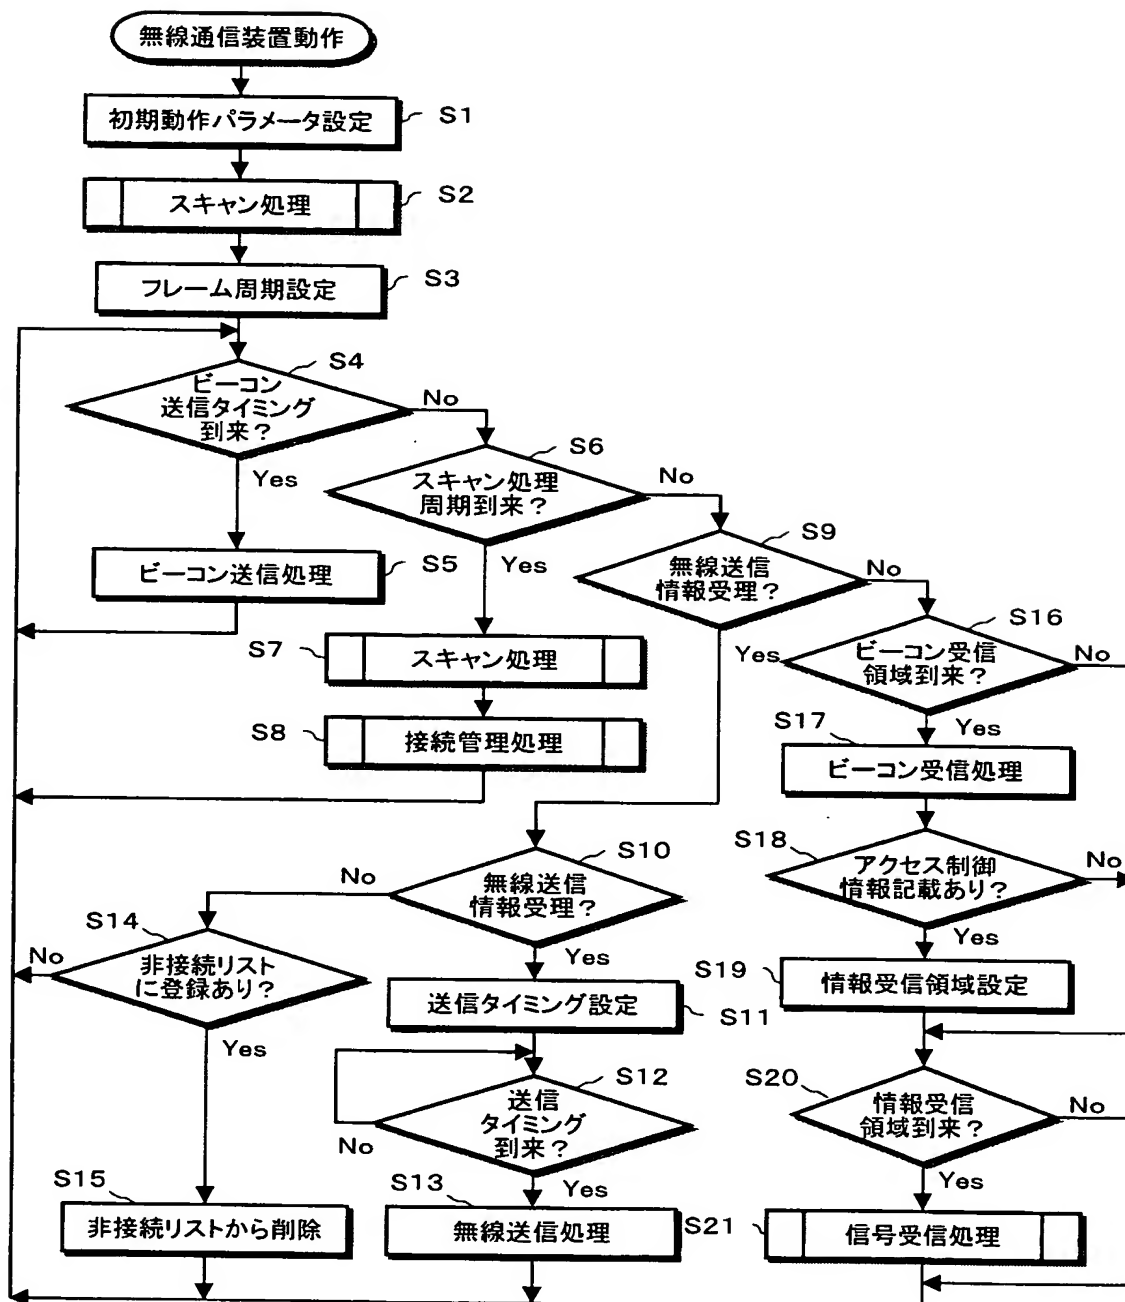 無線通信装置動作
初期動作パラメータ設定
S1
スキャン処理
S2
フレーム周期設定
S3
S4
ビーコン
送信タイミング
到来?
No
Yes
S6
スキャン処理
周期到来?
No
Yes
ビーコン送信処理
S5
S9
無線送信
情報受理?
No
Yes
S7
スキャン処理
S8
接続管理処理
S16
ビーコン受信
領域到来?
No
Yes
S17
ビーコン受信処理
S18
アクセス制御
情報記載あり?
No
Yes
S10
無線送信
情報受理?
No
Yes
S14
非接続リスト
に登録あり?
No
Yes
送信タイミング設定
S11
S19
情報受信領域設定
S12
送信
タイミング
到来?
No
Yes
S20
情報受信
領域到来?
No
Yes
S15
非接続リストから削除
S13
無線送信処理
S21
信号受信処理